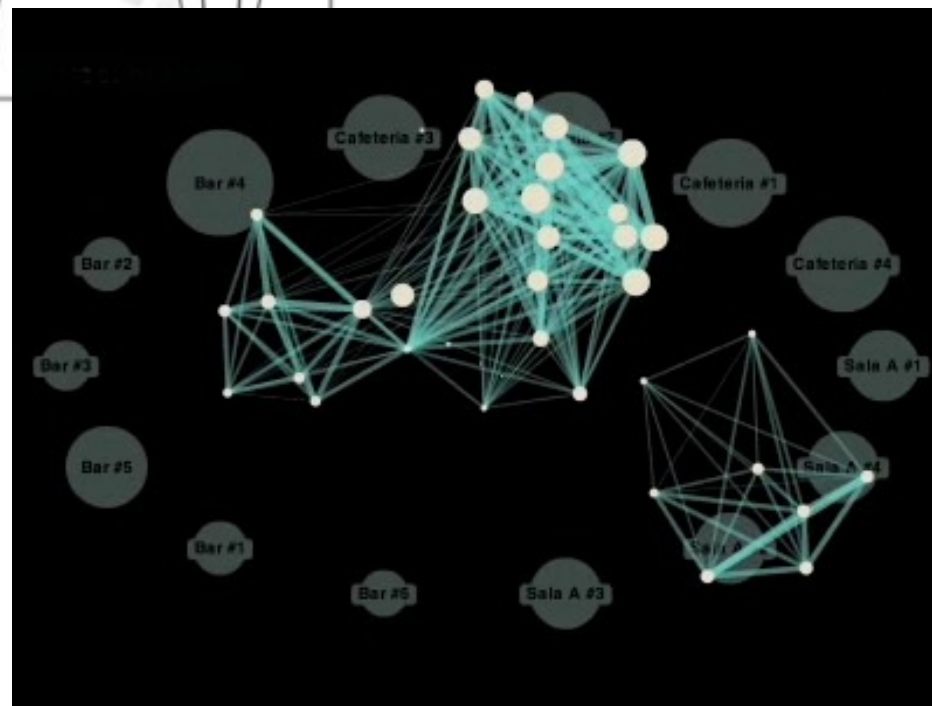 Cafeteria #3
Bar #4
Cafeteria #1
Bar #2
Cafeteria #4
Bar #3
Sala A #1
Bar #5
Sala A #4
Bar #1
Bar #6
Sala A #3